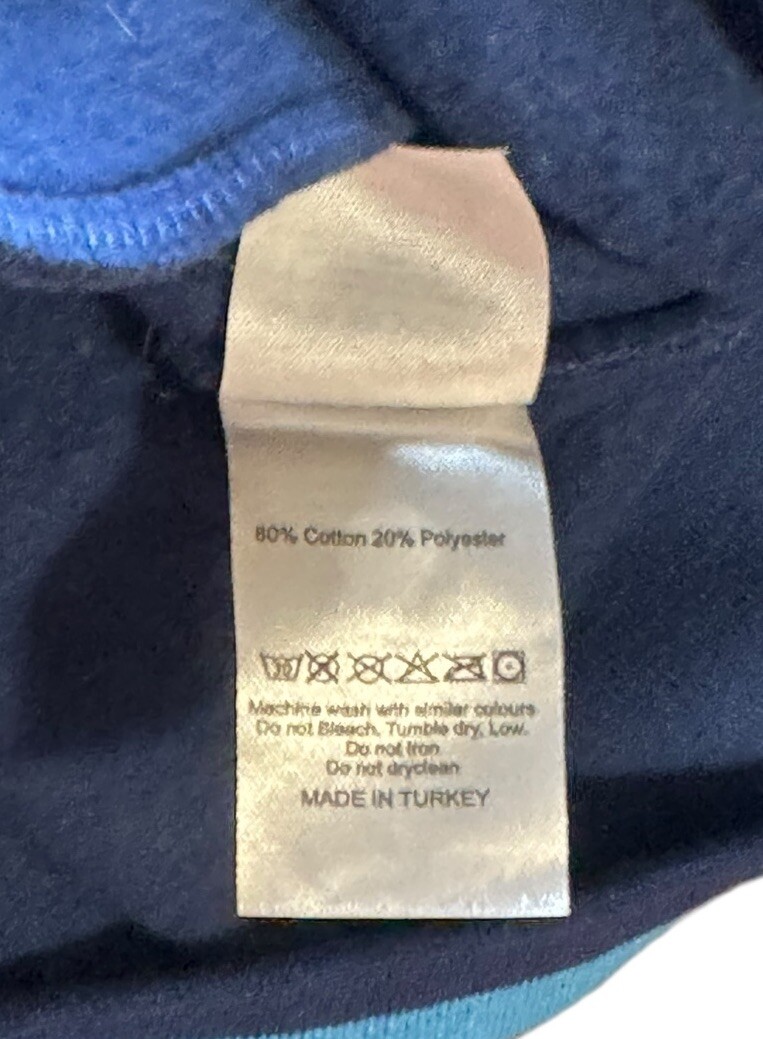 80% Cotton 20% Polyester
Machine wash with similar colours
Do not Bleach, Tumble dry, Low.
Do not Iron
Do not dryclean
MADE IN TURKEY